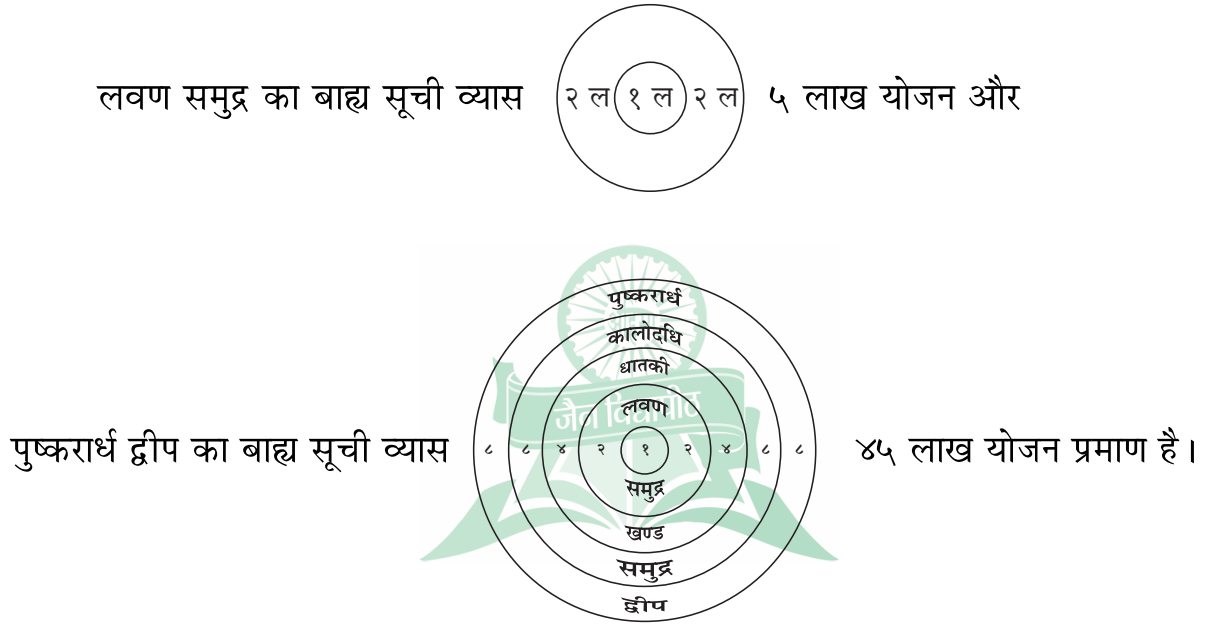 लवण समुद्र का बाह्य सूची व्यास २ ल १ ल २ ल ५ लाख योजन और
पुष्करार्ध
कालोदधि
धातकी
लवण
जैन विद्यापीठ
पुष्करार्ध द्वीप का बाह्य सूची व्यास ८ ८ ४ २ १ २ ४ ८ ८ ४५ लाख योजन प्रमाण है।
समुद्र
खण्ड
समुद्र
द्वीप